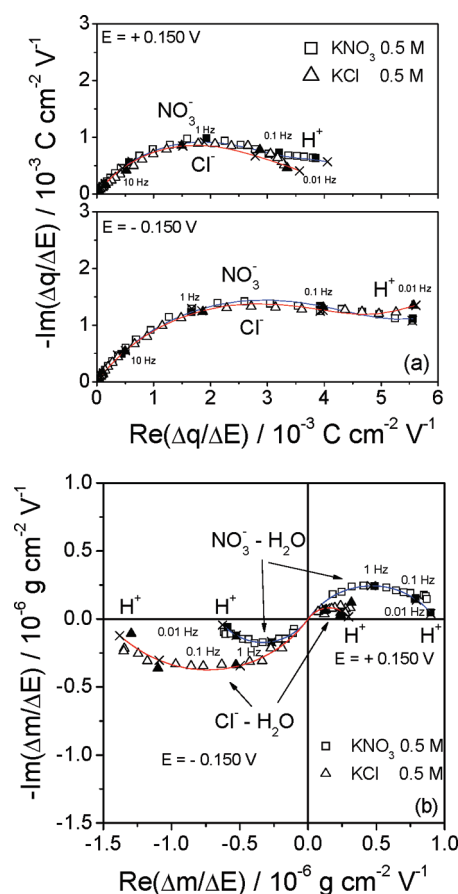 E = + 0.150 V
□ KNO₃ 0.5 M
△ KCl 0.5 M
NO₃⁻
1 Hz
0.1 Hz
H⁺
Cl⁻
10 Hz
0.01 Hz
2
1
0
E = - 0.150 V
NO₃⁻
H⁺
0.01 Hz
1 Hz
0.1 Hz
Cl⁻
10 Hz
(a)
2
1
0
-Im(Δq/ΔE) / 10⁻³ C cm⁻² V⁻¹
0 1 2 3 4 5 6
Re(Δq/ΔE) / 10⁻³ C cm⁻² V⁻¹
1.0
0.5
0.0
-0.5
-1.0
-1.5
-Im(Δm/ΔE) / 10⁻⁶ g cm⁻² V⁻¹
NO₃⁻ - H₂O
1 Hz
0.1 Hz
H⁺
H⁺
0.01 Hz
0.01 Hz
H⁺
H⁺
0.1 Hz
1 Hz
E = + 0.150 V
Cl⁻ - H₂O
E = - 0.150 V
□ KNO₃ 0.5 M
△ KCl 0.5 M
(b)
-1.5 -1.0 -0.5 0.0 0.5 1.0
Re(Δm/ΔE) / 10⁻⁶ g cm⁻² V⁻¹